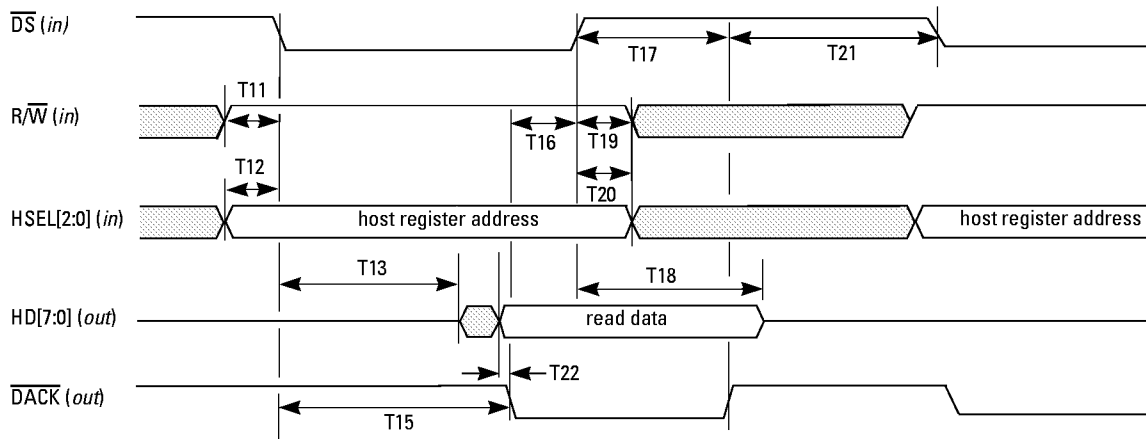 DS (in)
T17
T21
T11
R/W (in)
T16
T19
T12
T20
HSEL[2:0] (in)
host register address
host register address
T13
T18
HD[7:0] (out)
read data
T22
DACK (out)
T15